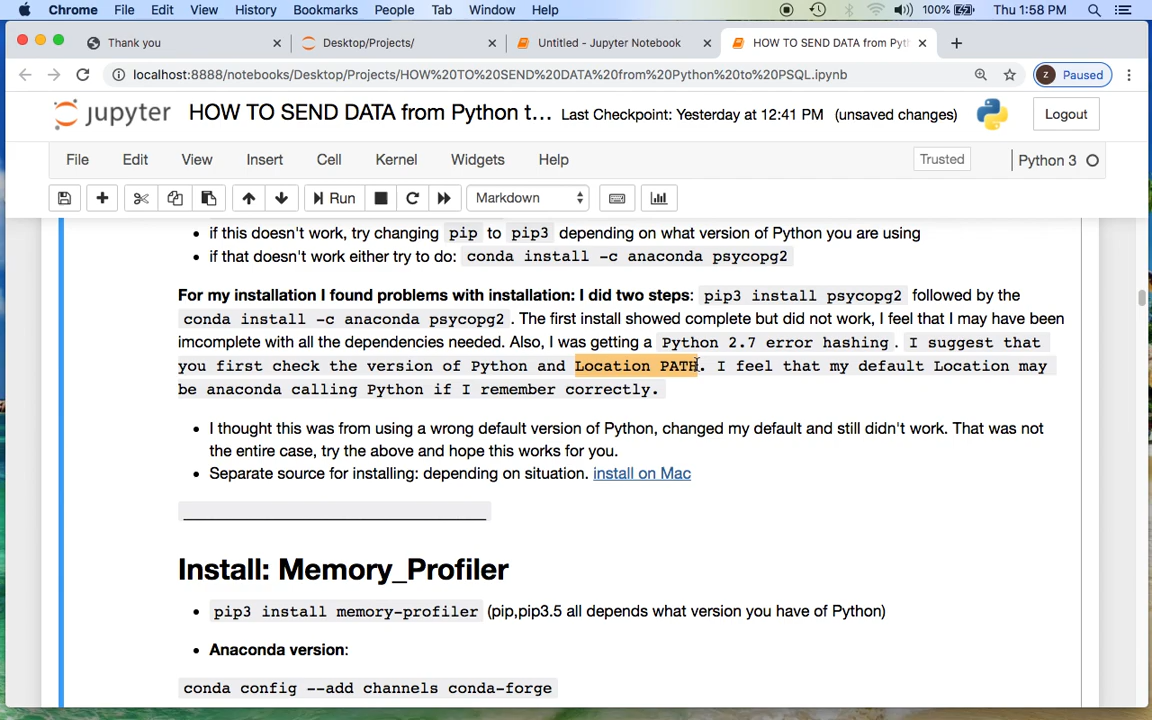 Chrome File Edit View History Bookmarks People Tab Window Help 100% Thu 1:58 PM
Thank you Desktop/Projects/ Untitled - Jupyter Notebook HOW TO SEND DATA from Pyth
localhost:8888/notebooks/Desktop/Projects/HOW%20TO%20SEND%20DATA%20from%20Python%20to%20PSQL.ipynb Z Paused
jupyter HOW TO SEND DATA from Python t... Last Checkpoint: Yesterday at 12:41 PM (unsaved changes) Logout
File Edit View Insert Cell Kernel Widgets Help Trusted Python 3
Run Markdown
• if this doesn't work, try changing pip to pip3 depending on what version of Python you are using
• if that doesn't work either try to do: conda install -c anaconda psycopg2
For my installation I found problems with installation: I did two steps: pip3 install psycopg2 followed by the
conda install -c anaconda psycopg2. The first install showed complete but did not work, I feel that I may have been
imcomplete with all the dependencies needed. Also, I was getting a Python 2.7 error hashing. I suggest that
you first check the version of Python and Location PATH. I feel that my default Location may
be anaconda calling Python if I remember correctly.
• I thought this was from using a wrong default version of Python, changed my default and still didn't work. That was not
the entire case, try the above and hope this works for you.
• Separate source for installing: depending on situation. install on Mac
Install: Memory_Profiler
• pip3 install memory-profiler (pip,pip3.5 all depends what version you have of Python)
• Anaconda version:
conda config --add channels conda-forge